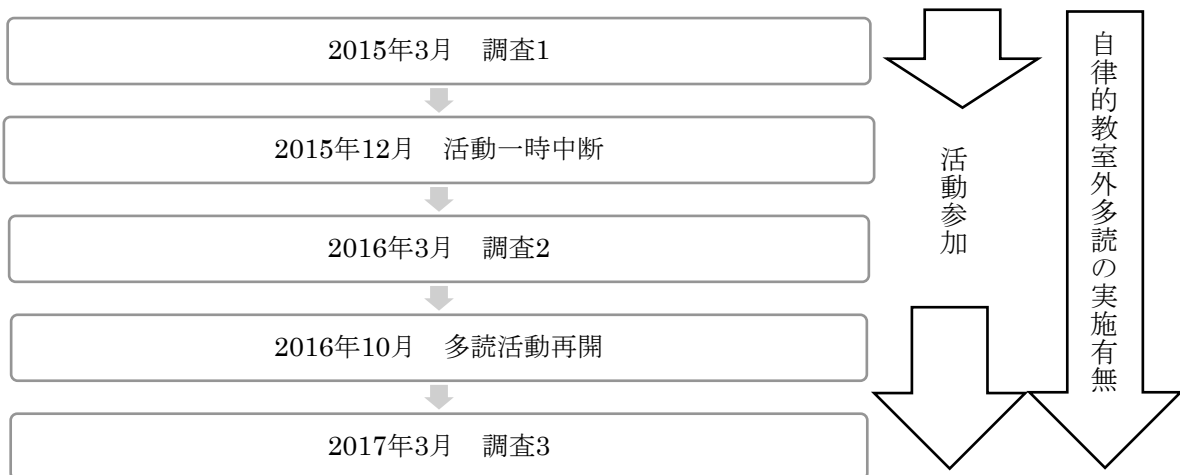 2015年3月　調査1
2015年12月　活動一時中断
2016年3月　調査2
2016年10月　多読活動再開
2017年3月　調査3
活動参加
自律的教室外多読の実施有無